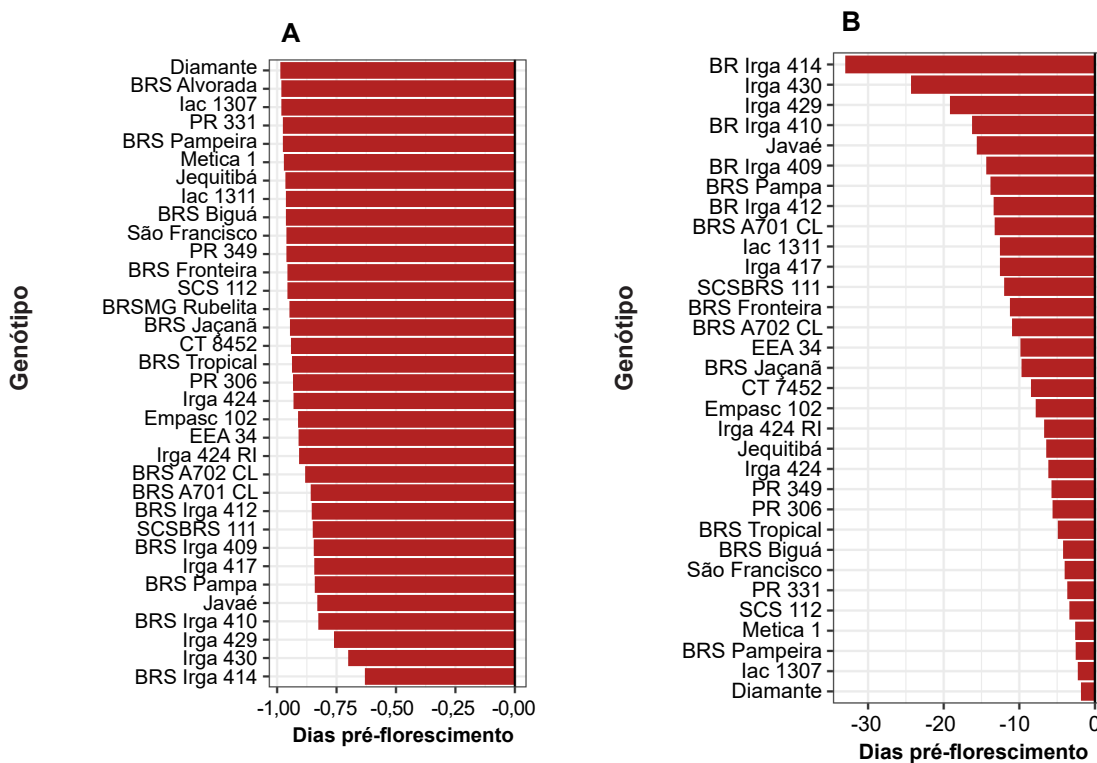 A
Genótipo
Diamante
BRS Alvorada
Iac 1307
PR 331
BRS Pampeira
Metica 1
Jequitibá
Iac 1311
BRS Biguá
São Francisco
PR 349
BRS Fronteira
SCS 112
BRSMG Rubelita
BRS Jaçanã
CT 8452
BRS Tropical
PR 306
Irga 424
Empasc 102
EEA 34
Irga 424 RI
BRS A702 CL
BRS A701 CL
BRS Irga 412
SCSBRS 111
BRS Irga 409
Irga 417
BRS Pampa
Javaé
BRS Irga 410
Irga 429
Irga 430
BRS Irga 414
-1,00 -0,75 -0,50 -0,25 -0,00
Dias pré-florescimento
B
Genótipo
BR Irga 414
Irga 430
Irga 429
BR Irga 410
Javaé
BR Irga 409
BRS Pampa
BR Irga 412
BRS A701 CL
Iac 1311
Irga 417
SCSBRS 111
BRS Fronteira
BRS A702 CL
EEA 34
BRS Jaçanã
CT 7452
Empasc 102
Irga 424 RI
Jequitibá
Irga 424
PR 349
PR 306
BRS Tropical
BRS Biguá
São Francisco
PR 331
SCS 112
Metica 1
BRS Pampeira
Iac 1307
Diamante
-30 -20 -10 0
Dias pré-florescimento